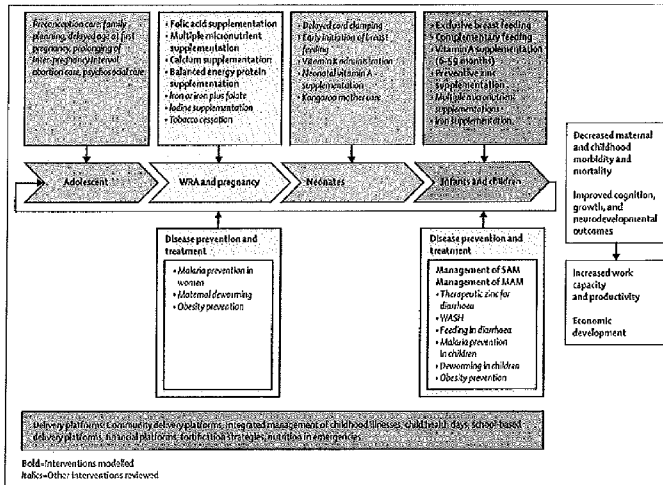 Preconception care: family
planning, delayed age of first
pregnancy, prolonging of
inter-pregnancy interval,
abortion care, psychosocial care
• Folic acid supplementation
• Multiple micronutrient
supplementation
• Calcium supplementation
• Balanced energy protein
supplementation
• Iron or iron plus folate
• Iodine supplementation
• Tobacco cessation
• Delayed cord clamping
• Early initiation of breast
feeding
• Vitamin K administration
• Neonatal vitamin A
supplementation
• Kangaroo mother care
• Exclusive breast feeding
• Complementary feeding
• Vitamin A supplementation
(6–59 months)
• Preventive zinc
supplementation
• Multiple micronutrient
supplementations
• Iron supplementation
Adolescent
WRA and pregnancy
Neonates
Infants and children
Decreased maternal
and childhood
morbidity and
mortality
Improved cognition,
growth, and
neurodevelopmental
outcomes
Increased work
capacity
and productivity
Economic
development
Disease prevention and
treatment
• Malaria prevention in
women
• Maternal deworming
• Obesity prevention
Disease prevention and
treatment
Management of SAM
Management of MAM
• Therapeutic zinc for
diarrhoea
• WASH
• Feeding in diarrhoea
• Malaria prevention
in children
• Deworming in children
• Obesity prevention
Delivery platforms: Community delivery platforms, integrated management of childhood illnesses, child health days, school-based
delivery platforms, financial platforms, fortification strategies, nutrition in emergencies
Bold=Interventions modelled
Italics=Other interventions reviewed